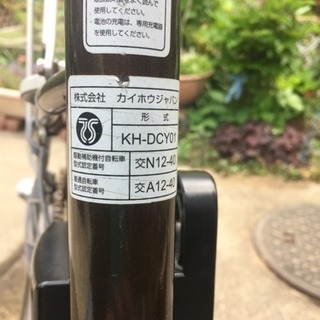 使用してください。
・電池の充電は、専用充電器
を使用してください。
株式会社 カイホウジャパン
TS
形式
KH-DCY01
駆動補助機付自転車
型式認定番号
交N12-40
普通自転車
型式認定番号
交A12-40